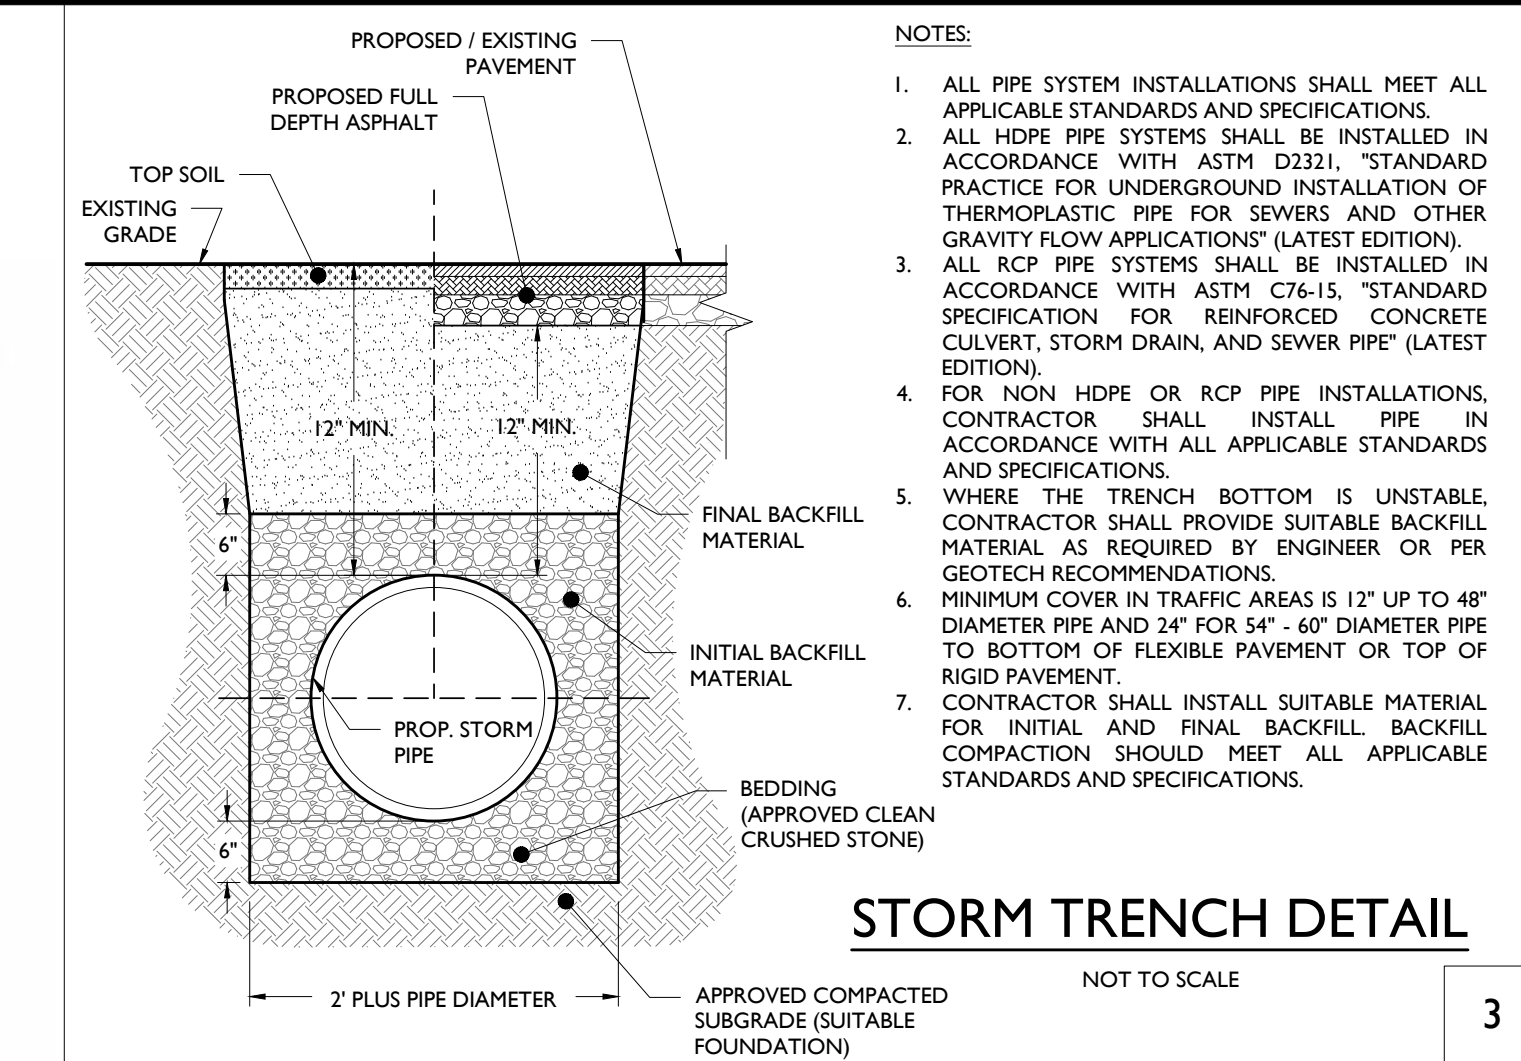 PROPOSED / EXISTING
PAVEMENT
PROPOSED FULL
DEPTH ASPHALT
TOP SOIL
EXISTING
GRADE
12" MIN.
12" MIN.
6"
FINAL BACKFILL
MATERIAL
INITIAL BACKFILL
MATERIAL
PROP. STORM
PIPE
BEDDING
(APPROVED CLEAN
CRUSHED STONE)
6"
2' PLUS PIPE DIAMETER
APPROVED COMPACTED
SUBGRADE (SUITABLE
FOUNDATION)
NOTES:
1. ALL PIPE SYSTEM INSTALLATIONS SHALL MEET ALL
APPLICABLE STANDARDS AND SPECIFICATIONS.
2. ALL HDPE PIPE SYSTEMS SHALL BE INSTALLED IN
ACCORDANCE WITH ASTM D2321, "STANDARD
PRACTICE FOR UNDERGROUND INSTALLATION OF
THERMOPLASTIC PIPE FOR SEWERS AND OTHER
GRAVITY FLOW APPLICATIONS" (LATEST EDITION).
3. ALL RCP PIPE SYSTEMS SHALL BE INSTALLED IN
ACCORDANCE WITH ASTM C76-15, "STANDARD
SPECIFICATION FOR REINFORCED CONCRETE
CULVERT, STORM DRAIN, AND SEWER PIPE" (LATEST
EDITION).
4. FOR NON HDPE OR RCP PIPE INSTALLATIONS,
CONTRACTOR SHALL INSTALL PIPE IN
ACCORDANCE WITH ALL APPLICABLE STANDARDS
AND SPECIFICATIONS.
5. WHERE THE TRENCH BOTTOM IS UNSTABLE,
CONTRACTOR SHALL PROVIDE SUITABLE BACKFILL
MATERIAL AS REQUIRED BY ENGINEER OR PER
GEOTECH RECOMMENDATIONS.
6. MINIMUM COVER IN TRAFFIC AREAS IS 12" UP TO 48"
DIAMETER PIPE AND 24" FOR 54" - 60" DIAMETER PIPE
TO BOTTOM OF FLEXIBLE PAVEMENT OR TOP OF
RIGID PAVEMENT.
7. CONTRACTOR SHALL INSTALL SUITABLE MATERIAL
FOR INITIAL AND FINAL BACKFILL. BACKFILL
COMPACTION SHOULD MEET ALL APPLICABLE
STANDARDS AND SPECIFICATIONS.
STORM TRENCH DETAIL
NOT TO SCALE
3